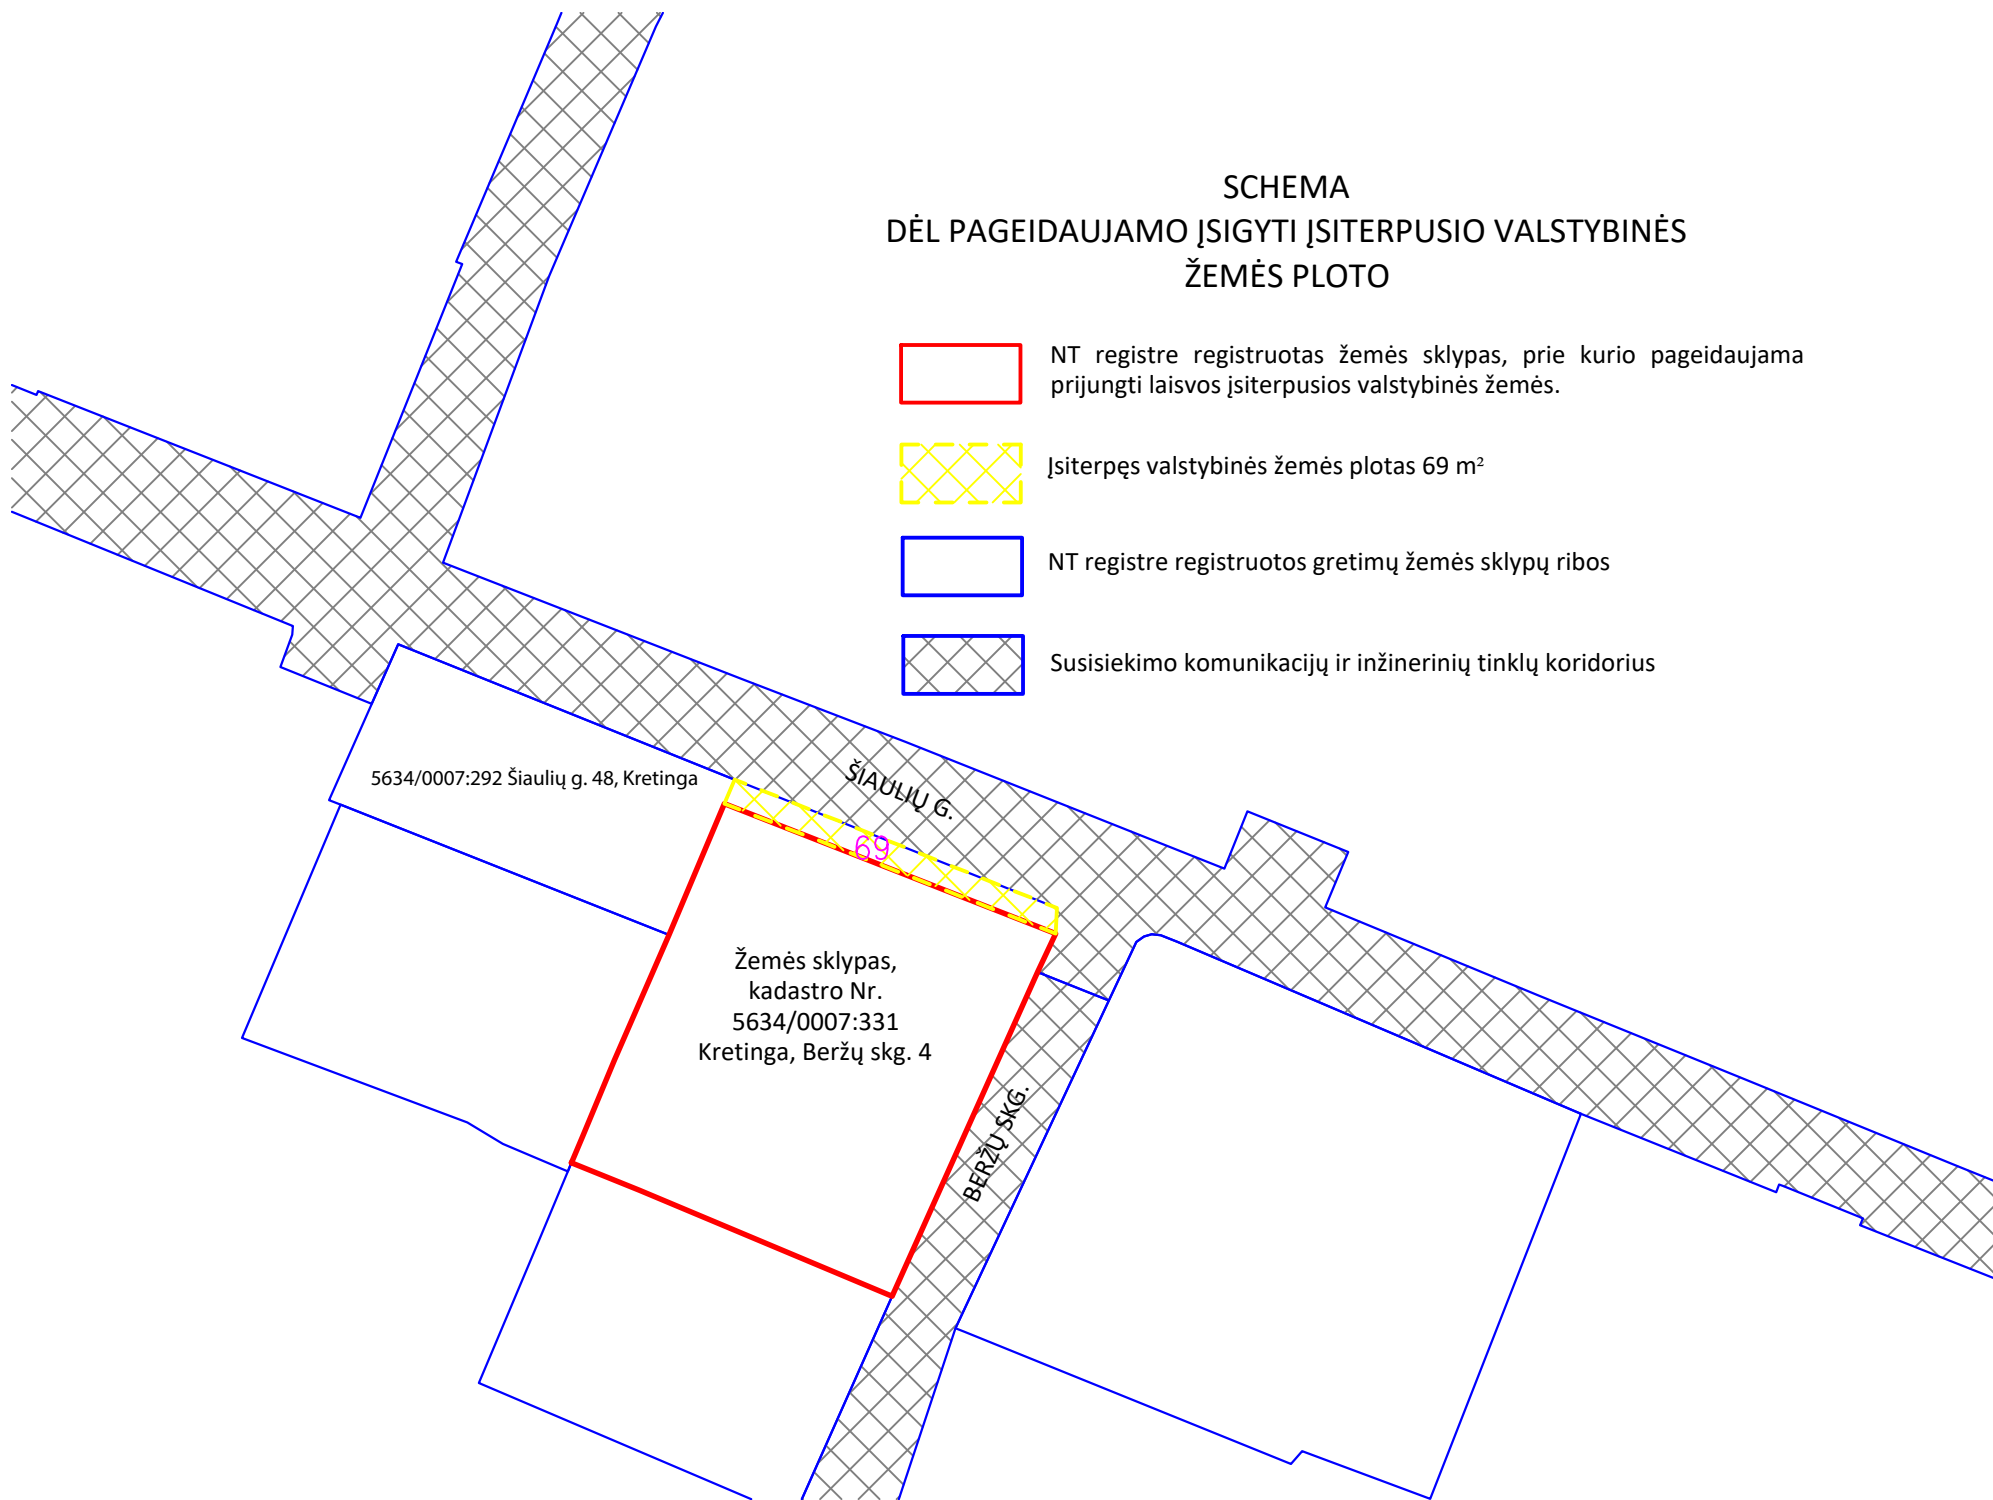 SCHEMA
DĖL PAGEIDAUJAMO ĮSIGYTI ĮSITERPUSIO VALSTYBINĖS
ŽEMĖS PLOTO
NT registre registruotas žemės sklypas, prie kurio pageidaujama
prijungti laisvos įsiterpusios valstybinės žemės.
Įsiterpęs valstybinės žemės plotas 69 m²
NT registre registruotos gretimų žemės sklypų ribos
Susisiekimo komunikacijų ir inžinerinių tinklų koridorius
5634/0007:292 Šiaulių g. 48, Kretinga
ŠIAULIŲ G.
69
Žemės sklypas,
kadastro Nr.
5634/0007:331
Kretinga, Beržų skg. 4
BERŽŲ SKG.